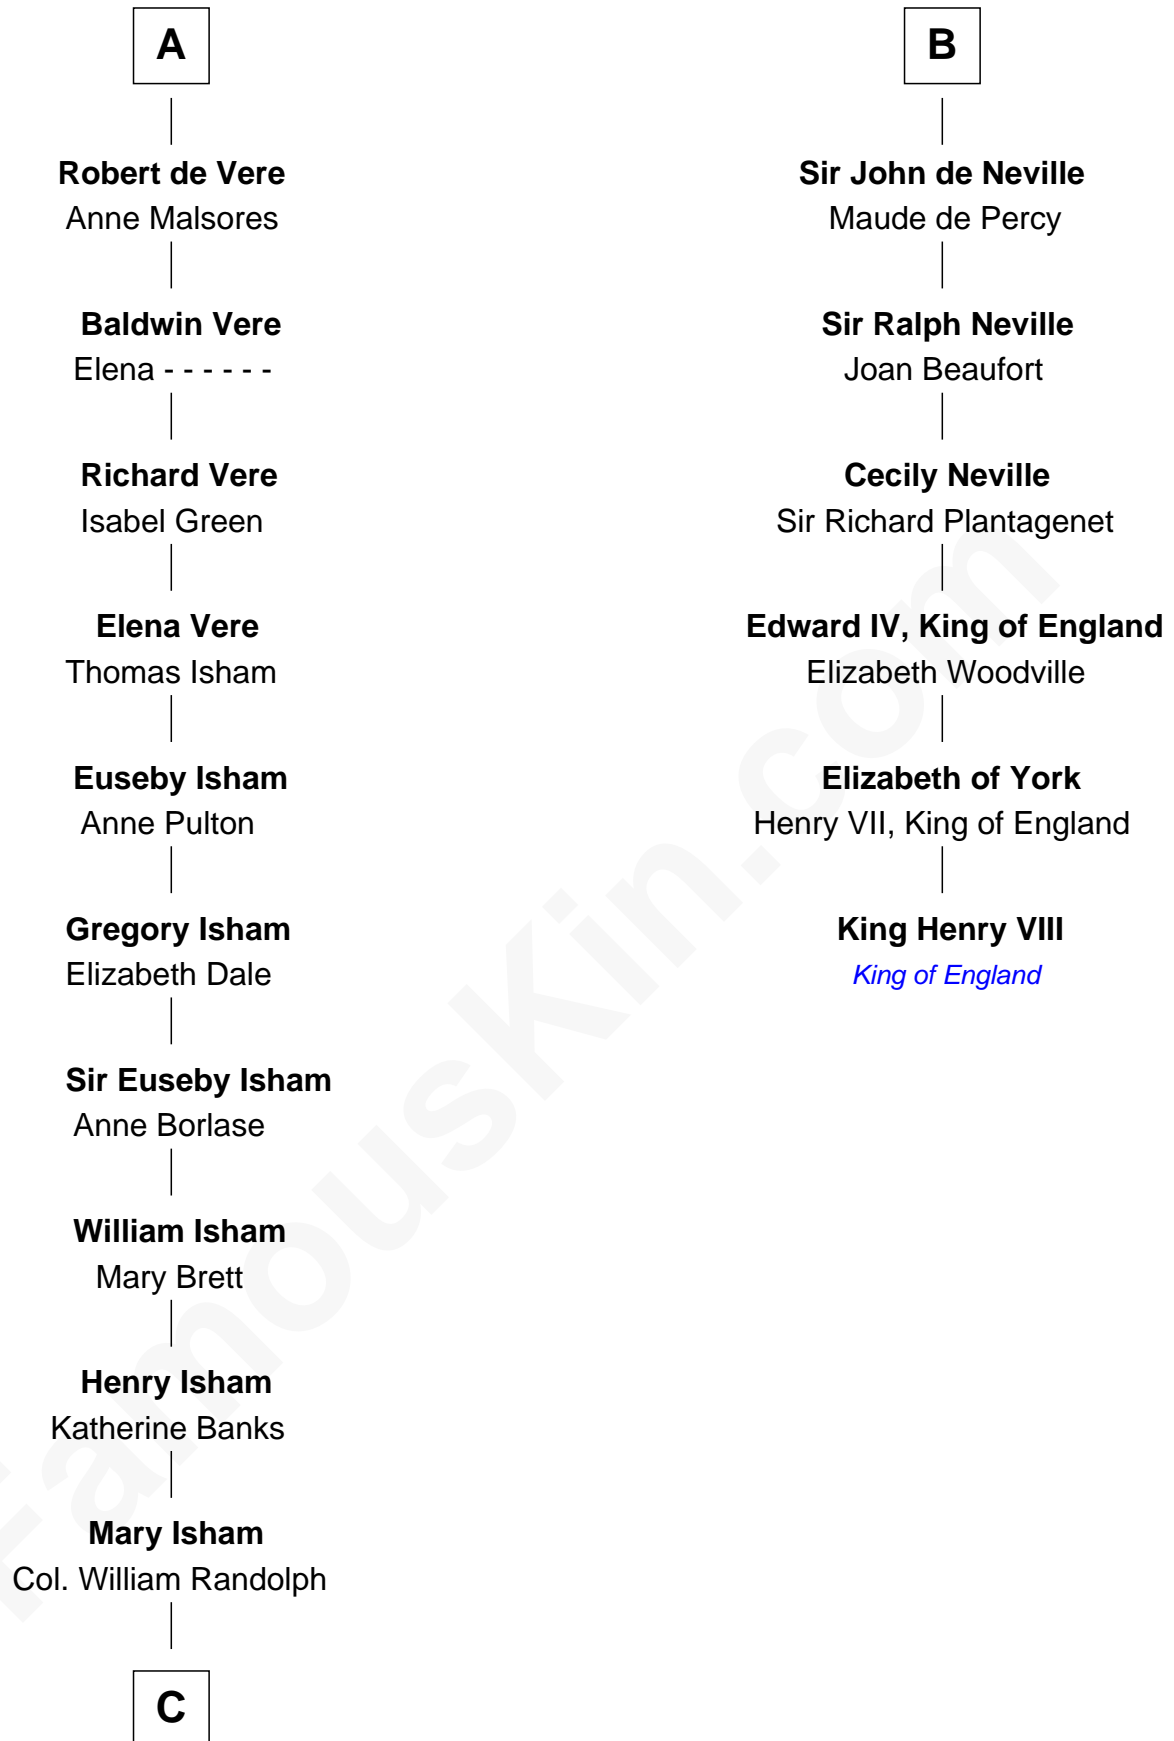 A
Robert de Vere
Anne Malsores
Baldwin Vere
Elena - - - - - -
Richard Vere
Isabel Green
Elena Vere
Thomas Isham
Euseby Isham
Anne Pulton
Gregory Isham
Elizabeth Dale
Sir Euseby Isham
Anne Borlase
William Isham
Mary Brett
Henry Isham
Katherine Banks
Mary Isham
Col. William Randolph
C
B
Sir John de Neville
Maude de Percy
Sir Ralph Neville
Joan Beaufort
Cecily Neville
Sir Richard Plantagenet
Edward IV, King of England
Elizabeth Woodville
Elizabeth of York
Henry VII, King of England
King Henry VIII
King of England
FamousKin.com